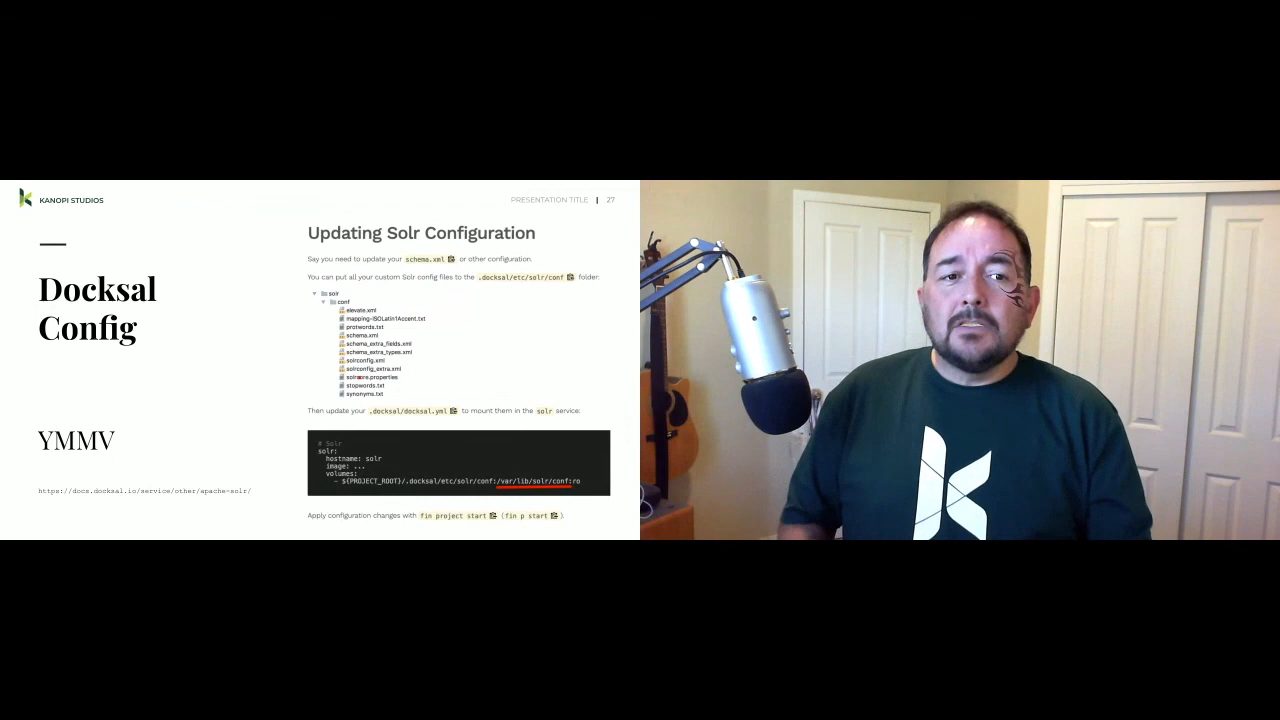 KANOPI STUDIOS
PRESENTATION TITLE | 27
Docksal
Config
YMMV
https://docs.docksal.io/service/other/apache-solr/
Updating Solr Configuration
Say you need to update your schema.xml or other configuration.
You can put all your custom Solr config files to the .docksal/etc/solr/conf folder:
solr
conf
elevate.xml
mapping-ISOLatin1Accent.txt
protwords.txt
schema.xml
schema_extra_fields.xml
schema_extra_types.xml
solrconfig.xml
solrconfig_extra.xml
solrcore.properties
stopwords.txt
synonyms.txt
Then update your .docksal/docksal.yml to mount them in the solr service:
# Solr
solr:
hostname: solr
image: ...
volumes:
- ${PROJECT_ROOT}/.docksal/etc/solr/conf:/var/lib/solr/conf:ro
Apply configuration changes with fin project start (fin p start).